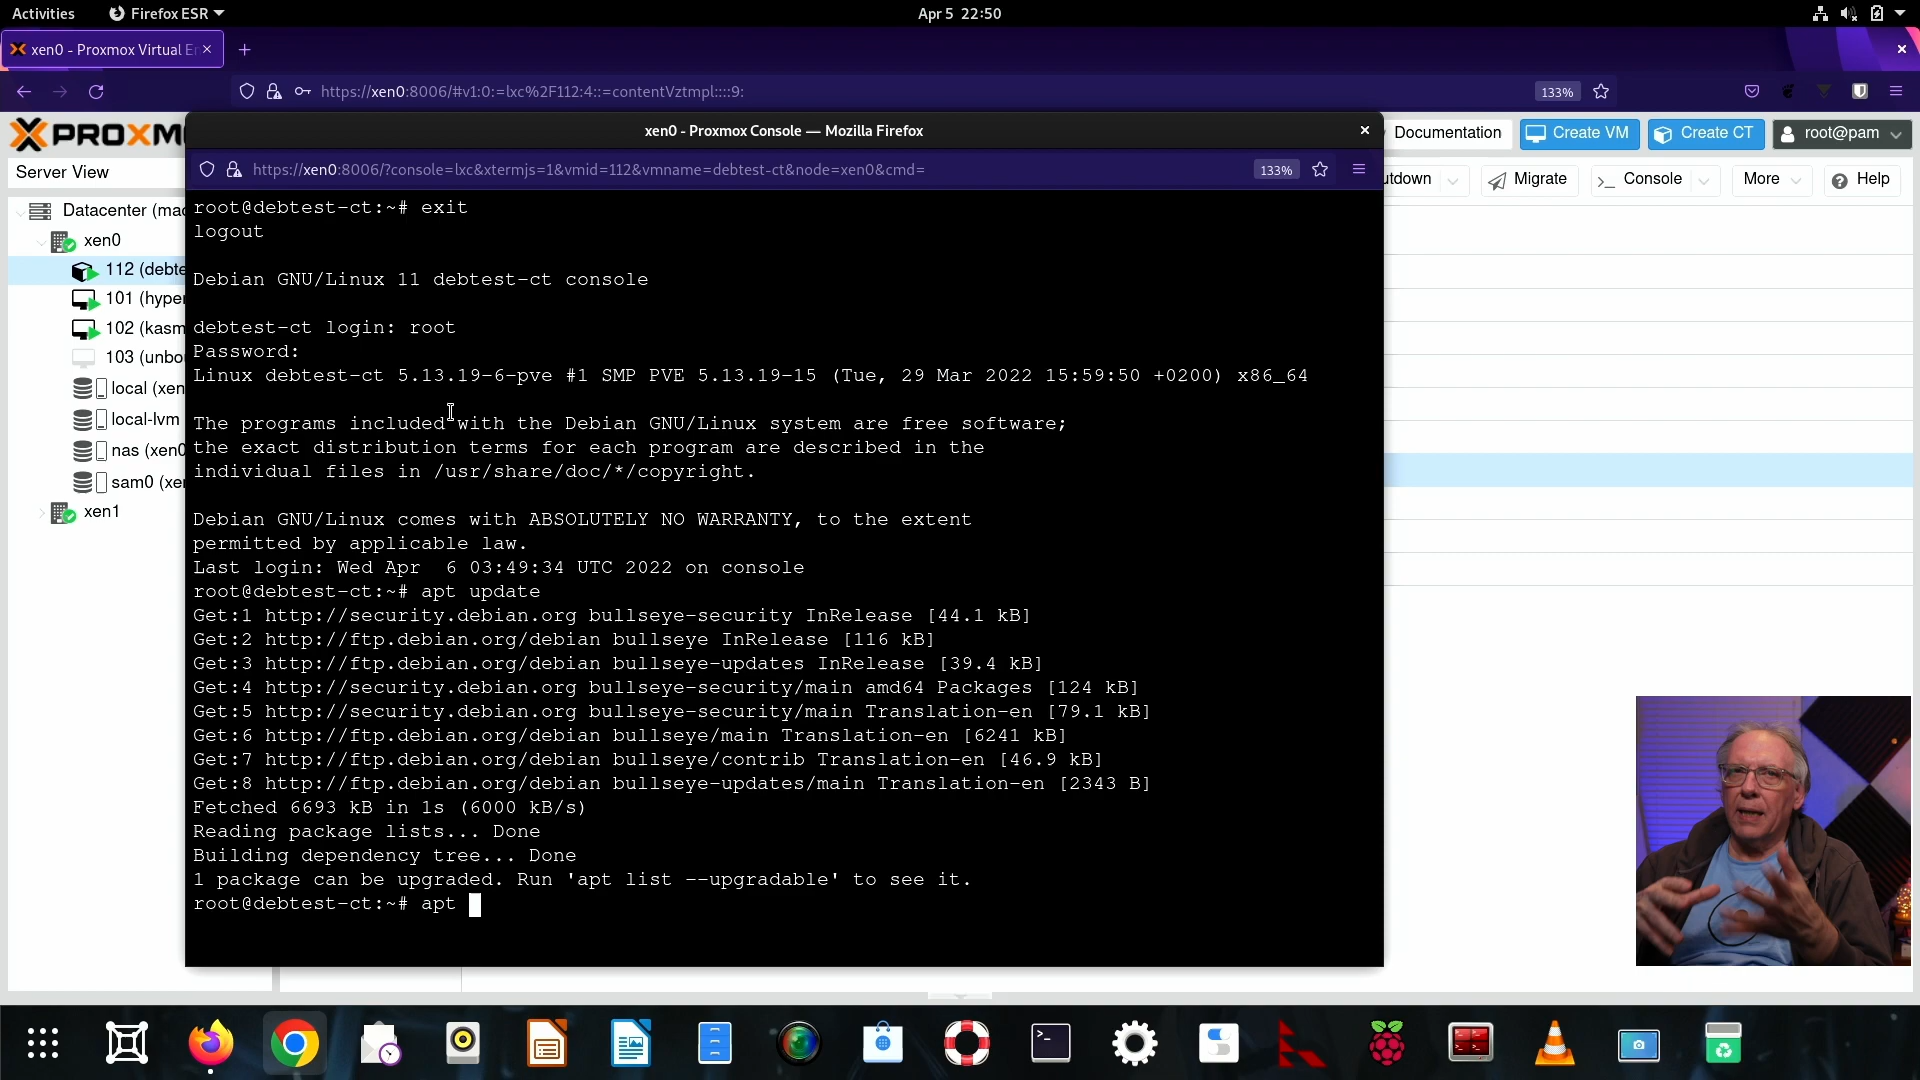 Activities
Firefox ESR
Apr 5 22:50
xen0 - Proxmox Virtual En
https://xen0:8006/#v1:0:=lxc%2F112:4::=contentVztmpl::::9:
133%
PROXM
xen0 - Proxmox Console — Mozilla Firefox
Documentation
Create VM
Create CT
root@pam
Server View
https://xen0:8006/?console=lxc&xtermjs=1&vmid=112&vmname=debtest-ct&node=xen0&cmd=
133%
utdown
Migrate
Console
More
Help
Datacenter (mac
xen0
112 (debte
101 (hyper
102 (kasm
103 (unbou
local (xen
local-lvm
nas (xen0
sam0 (xen
xen1
root@debtest-ct:~# exit
logout
Debian GNU/Linux 11 debtest-ct console
debtest-ct login: root
Password:
Linux debtest-ct 5.13.19-6-pve #1 SMP PVE 5.13.19-15 (Tue, 29 Mar 2022 15:59:50 +0200) x86_64
The programs included with the Debian GNU/Linux system are free software;
the exact distribution terms for each program are described in the
individual files in /usr/share/doc/*/copyright.
Debian GNU/Linux comes with ABSOLUTELY NO WARRANTY, to the extent
permitted by applicable law.
Last login: Wed Apr  6 03:49:34 UTC 2022 on console
root@debtest-ct:~# apt update
Get:1 http://security.debian.org bullseye-security InRelease [44.1 kB]
Get:2 http://ftp.debian.org/debian bullseye InRelease [116 kB]
Get:3 http://ftp.debian.org/debian bullseye-updates InRelease [39.4 kB]
Get:4 http://security.debian.org bullseye-security/main amd64 Packages [124 kB]
Get:5 http://security.debian.org bullseye-security/main Translation-en [79.1 kB]
Get:6 http://ftp.debian.org/debian bullseye/main Translation-en [6241 kB]
Get:7 http://ftp.debian.org/debian bullseye/contrib Translation-en [46.9 kB]
Get:8 http://ftp.debian.org/debian bullseye-updates/main Translation-en [2343 B]
Fetched 6693 kB in 1s (6000 kB/s)
Reading package lists... Done
Building dependency tree... Done
1 package can be upgraded. Run 'apt list --upgradable' to see it.
root@debtest-ct:~# apt